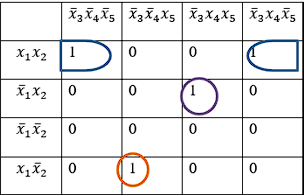 x̄₃x̄₄x̄₅ x̄₃x̄₄x₅ x̄₃x₄x₅ x̄₃x₄x̄₅
x₁x₂ 1 0 0 1
x̄₁x₂ 0 0 1 0
x̄₁x̄₂ 0 0 0 0
x₁x̄₂ 0 1 0 0